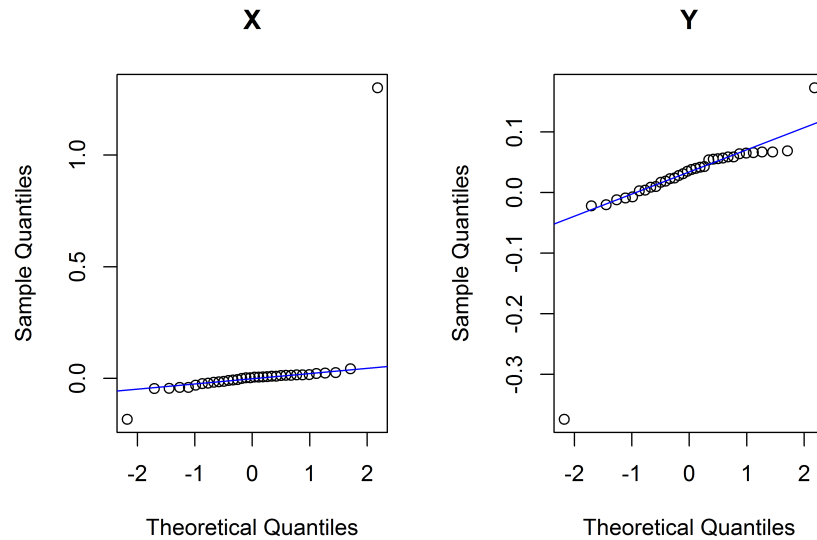 X
Sample Quantiles
1.0
0.5
0.0
-2 -1 0 1 2
Theoretical Quantiles
Y
Sample Quantiles
0.1
0.0
-0.1
-0.2
-0.3
-2 -1 0 1 2
Theoretical Quantiles